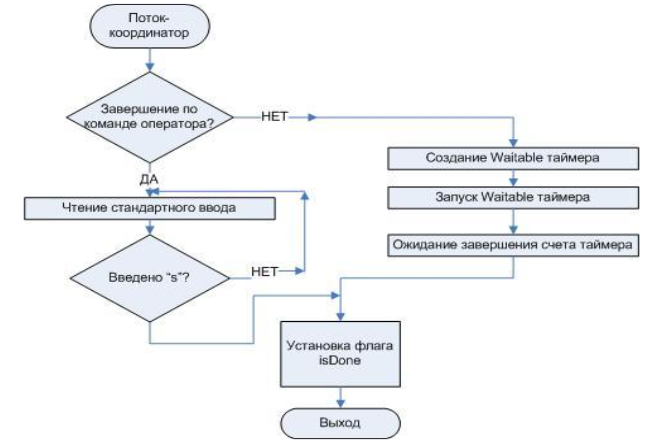 Поток-
координатор
Завершение по
команде оператора?
НЕТ
ДА
Создание Waitable таймера
Запуск Waitable таймера
Чтение стандартного ввода
Ожидание завершения счета таймера
Введено “s”?
НЕТ
Установка флага
isDone
Выход